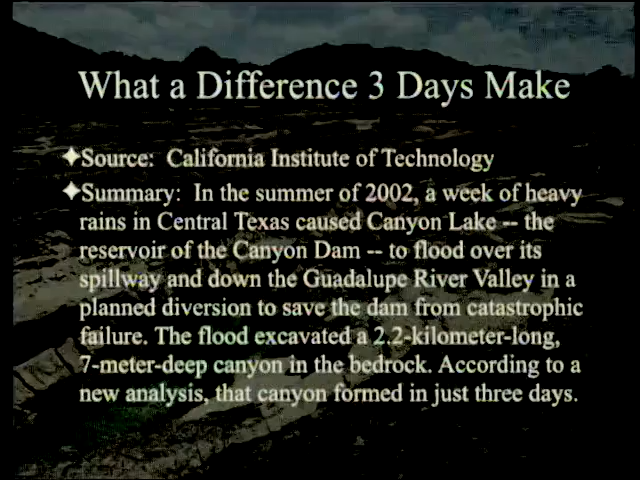 What a Difference 3 Days Make
✦Source: California Institute of Technology
✦Summary: In the summer of 2002, a week of heavy
rains in Central Texas caused Canyon Lake -- the
reservoir of the Canyon Dam -- to flood over its
spillway and down the Guadalupe River Valley in a
planned diversion to save the dam from catastrophic
failure. The flood excavated a 2.2-kilometer-long,
7-meter-deep canyon in the bedrock. According to a
new analysis, that canyon formed in just three days.